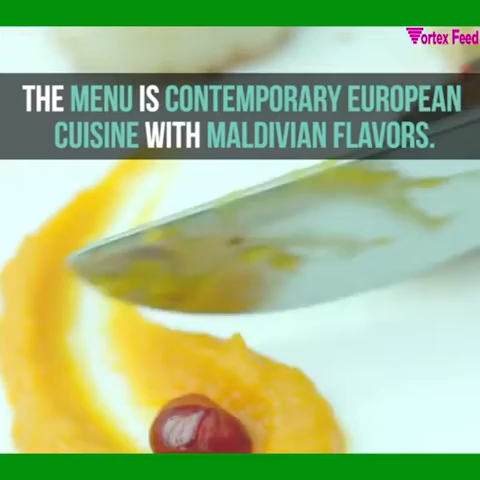 Vortex Feed
THE MENU IS CONTEMPORARY EUROPEAN
CUISINE WITH MALDIVIAN FLAVORS.